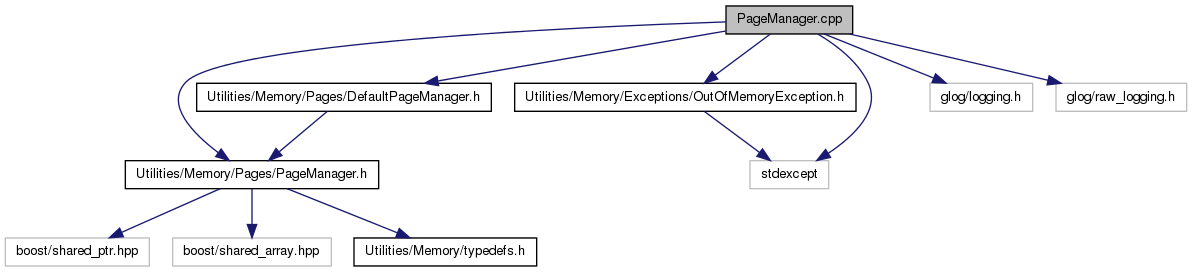 PageManager.cpp
Utilities/Memory/Pages/DefaultPageManager.h
Utilities/Memory/Exceptions/OutOfMemoryException.h
glog/logging.h
glog/raw_logging.h
Utilities/Memory/Pages/PageManager.h
stdexcept
boost/shared_ptr.hpp
boost/shared_array.hpp
Utilities/Memory/typedefs.h